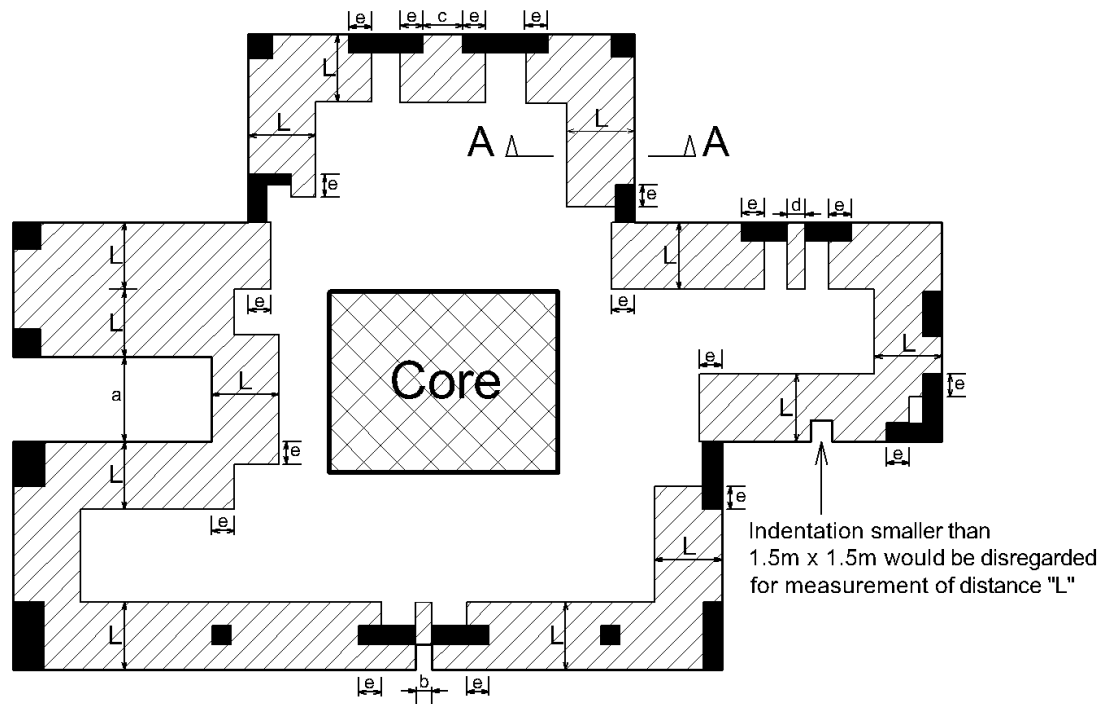 e e c e e
L
L L
A A
e e
e d e
L L
e e
L
Core
e
a L L
e L
e
L e
e
L
Indentation smaller than
1.5m x 1.5m would be disregarded
for measurement of distance "L"
L L
e b e